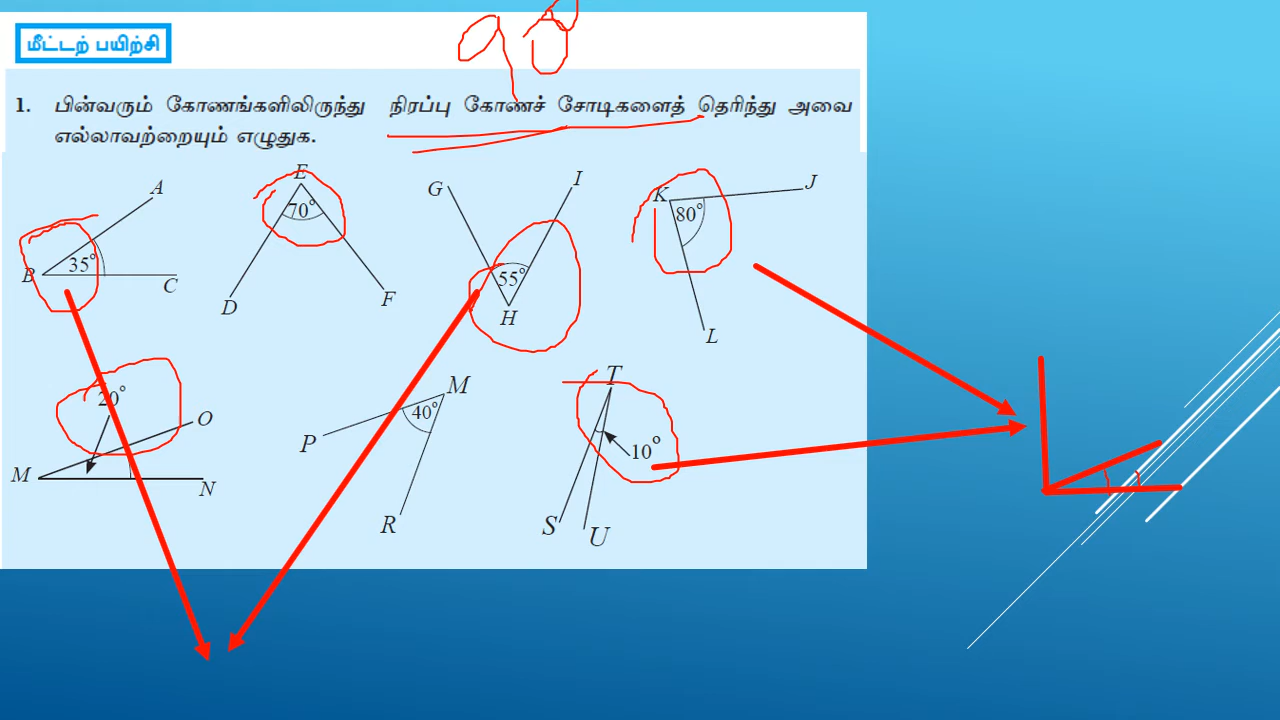 மீட்டற் பயிற்சி
90°
1. பின்வரும் கோணங்களிலிருந்து நிரப்பு கோணச் சோடிகளைத் தெரிந்து அவை
எல்லாவற்றையும் எழுதுக.
A
B 35° C
E
70°
D F
G I
55°
H
K J
80°
L
20°
M O
N
M
P 40°
R
T
10°
S U